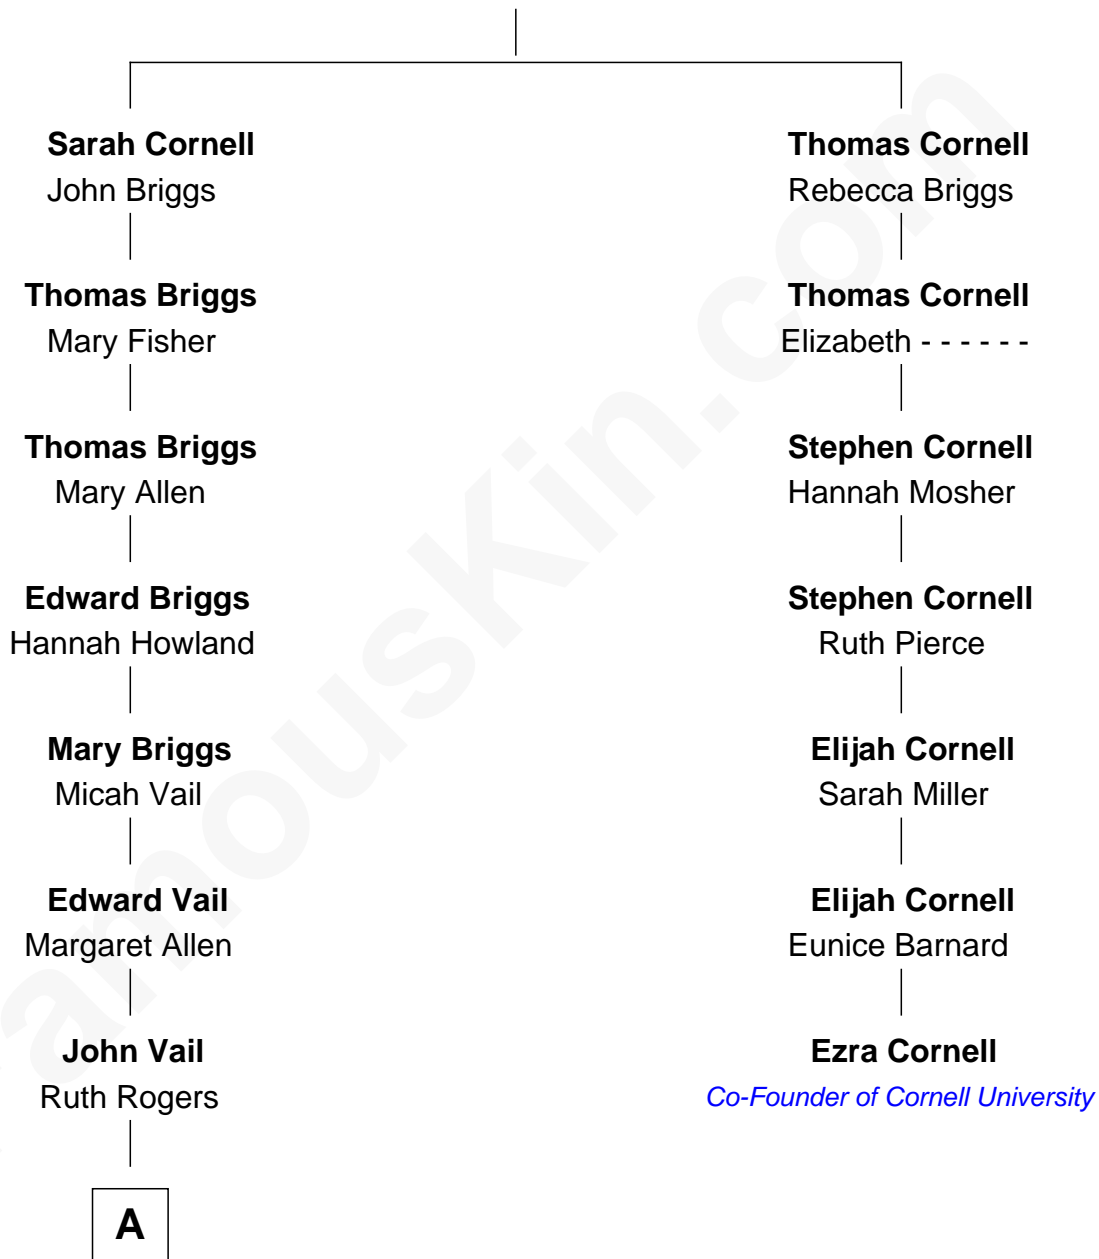 Sarah Cornell
John Briggs
Thomas Briggs
Mary Fisher
Thomas Briggs
Mary Allen
Edward Briggs
Hannah Howland
Mary Briggs
Micah Vail
Edward Vail
Margaret Allen
John Vail
Ruth Rogers
A
Thomas Cornell
Rebecca Briggs
Thomas Cornell
Elizabeth - - - - - -
Stephen Cornell
Hannah Mosher
Stephen Cornell
Ruth Pierce
Elijah Cornell
Sarah Miller
Elijah Cornell
Eunice Barnard
Ezra Cornell
Co-Founder of Cornell University
amouskin.com